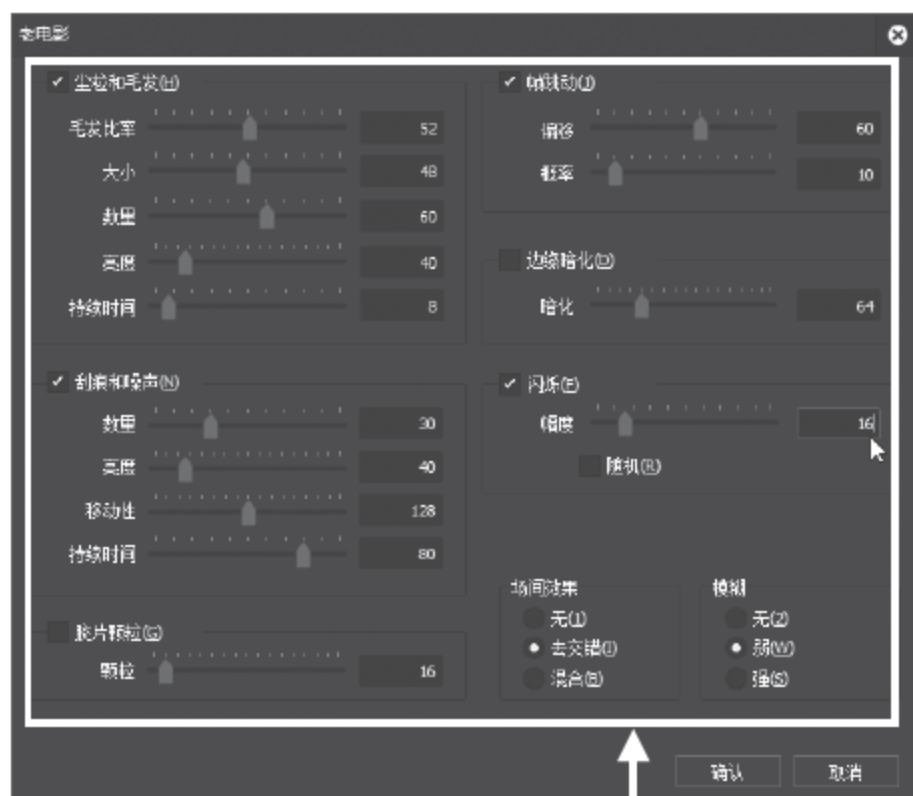 老电影
尘粒和毛发(H)
毛发比率 52
大小 48
数量 60
亮度 40
持续时间 8
刮痕和噪声(N)
数量 30
亮度 40
移动性 128
持续时间 80
胶片颗粒(G)
颗粒 16
帧跳动(J)
偏移 60
概率 10
边缘暗化(D)
暗化 64
闪烁(E)
幅度 16
随机(R)
场间效果
无(1)
去交错(I)
混合(B)
模糊
无(2)
弱(W)
强(S)
确认 取消